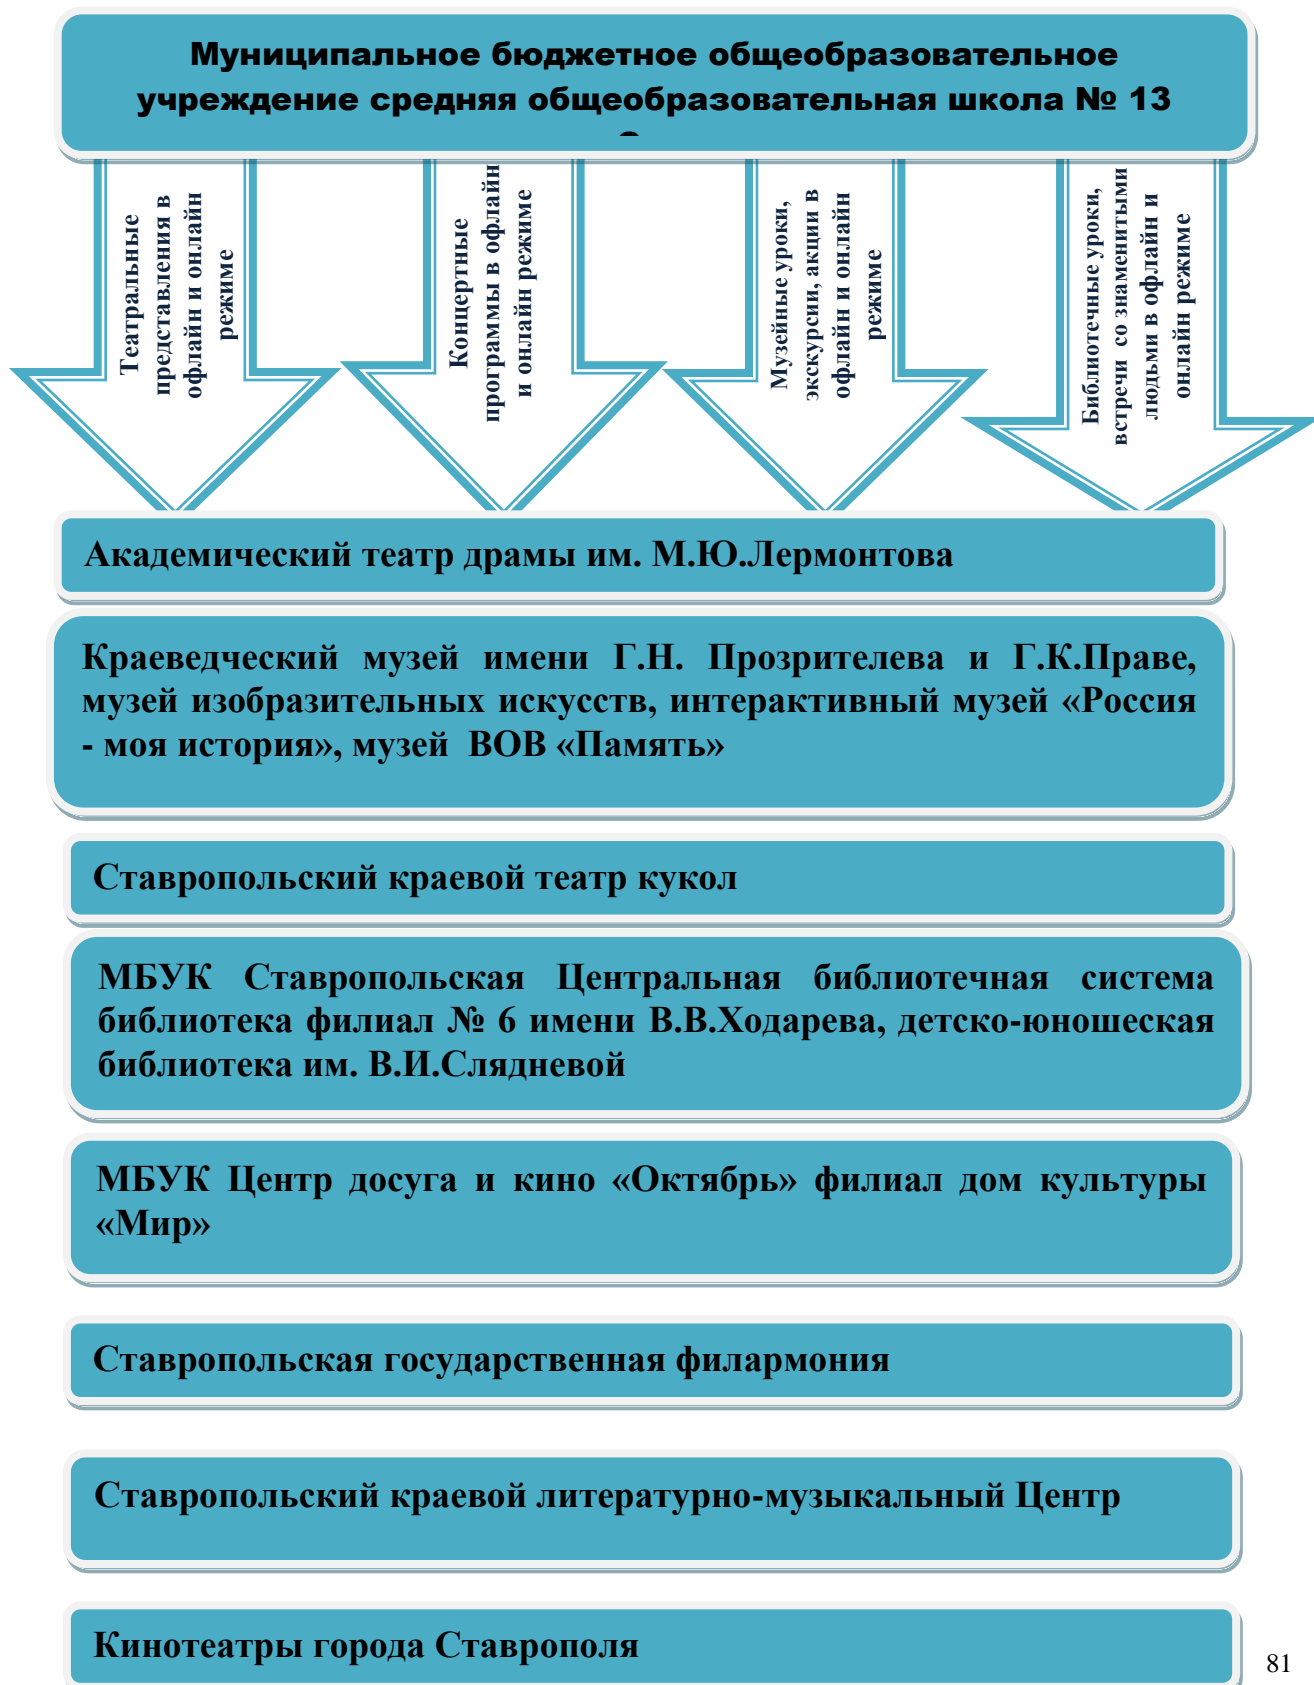 Муниципальное бюджетное общеобразовательное
учреждение средняя общеобразовательная школа № 13
Театральные
представления в
офлайн и онлайн
режиме
Концертные
программы в офлайн
и онлайн режиме
Музейные уроки,
экскурсии, акции в
офлайн и онлайн
режиме
Библиотечные уроки,
встречи со знаменитыми
людьми в офлайн и
онлайн режиме
Академический театр драмы им. М.Ю.Лермонтова
Краеведческий музей имени Г.Н. Прозрителева и Г.К.Праве,
музей изобразительных искусств, интерактивный музей «Россия
- моя история», музей ВОВ «Память»
Ставропольский краевой театр кукол
МБУК Ставропольская Центральная библиотечная система
библиотека филиал № 6 имени В.В.Ходарева, детско-юношеская
библиотека им. В.И.Слядневой
МБУК Центр досуга и кино «Октябрь» филиал дом культуры
«Мир»
Ставропольская государственная филармония
Ставропольский краевой литературно-музыкальный Центр
Кинотеатры города Ставрополя
81